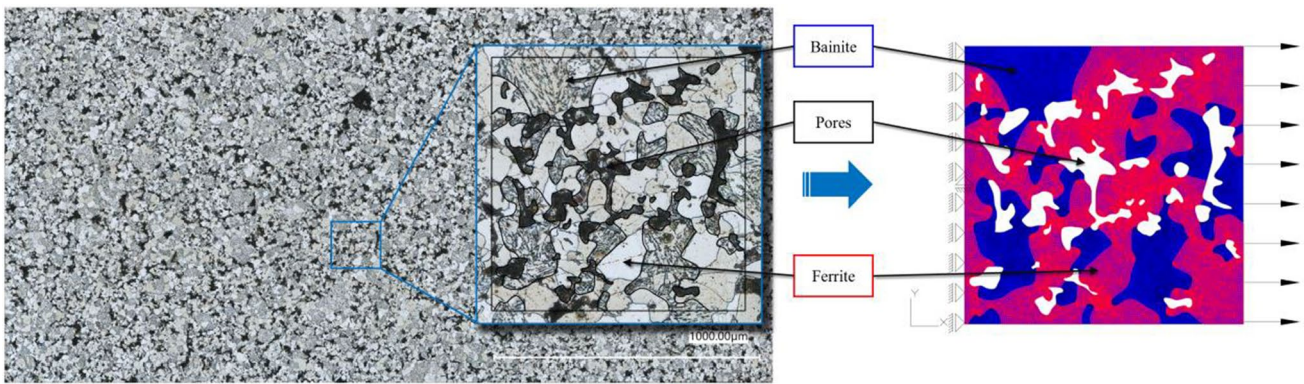 Bainite
Pores
Ferrite
1000.00µm
Y
X